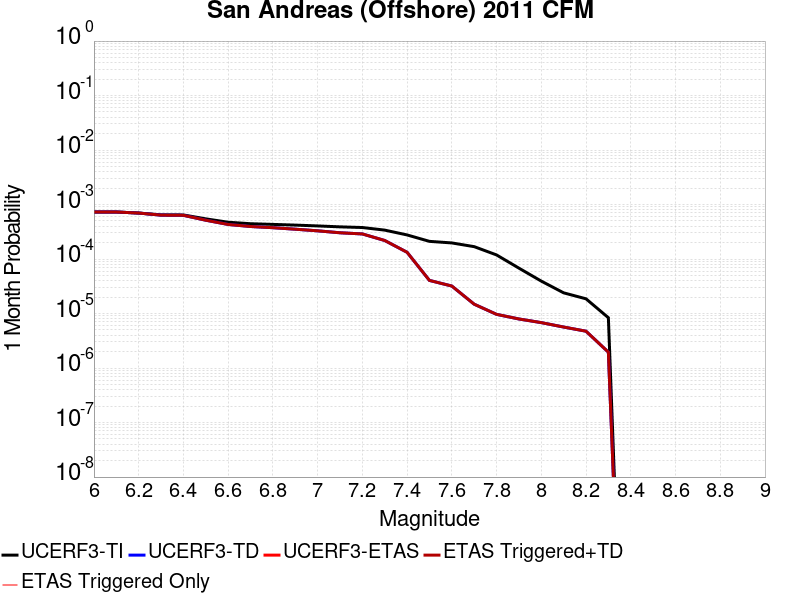 San Andreas (Offshore) 2011 CFM
10^0
10^-1
10^-2
10^-3
10^-4
10^-5
10^-6
10^-7
10^-8
1 Month Probability
6 6.2 6.4 6.6 6.8 7 7.2 7.4 7.6 7.8 8 8.2 8.4 8.6 8.8 9
Magnitude
UCERF3-TI UCERF3-TD UCERF3-ETAS ETAS Triggered+TD
ETAS Triggered Only